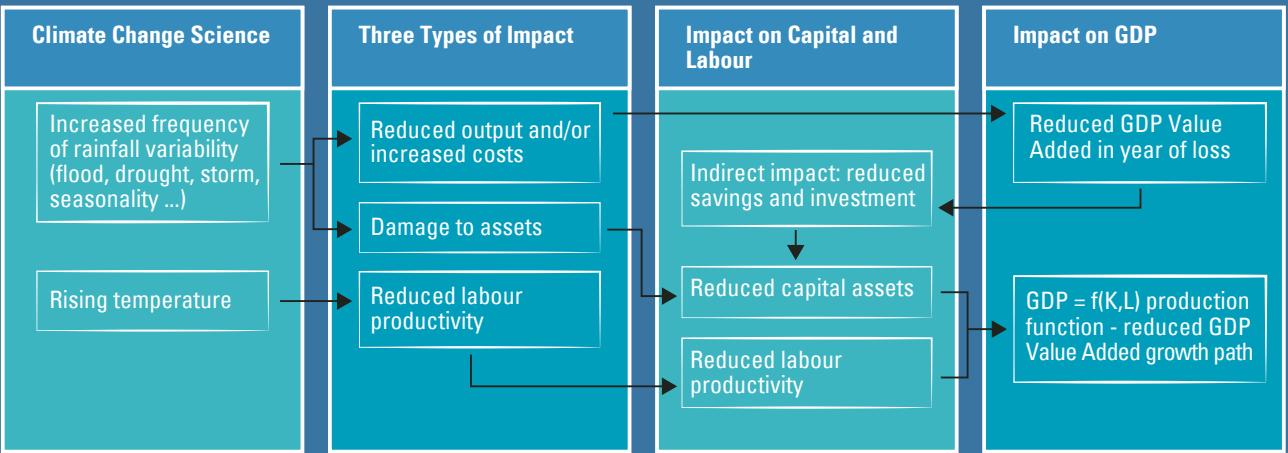 Climate Change Science
Increased frequency
of rainfall variability
(flood, drought, storm,
seasonality ...)
Rising temperature
Three Types of Impact
Reduced output and/or
increased costs
Damage to assets
Reduced labour
productivity
Impact on Capital and
Labour
Indirect impact: reduced
savings and investment
Reduced capital assets
Reduced labour
productivity
Impact on GDP
Reduced GDP Value
Added in year of loss
GDP = f(K,L) production
function - reduced GDP
Value Added growth path